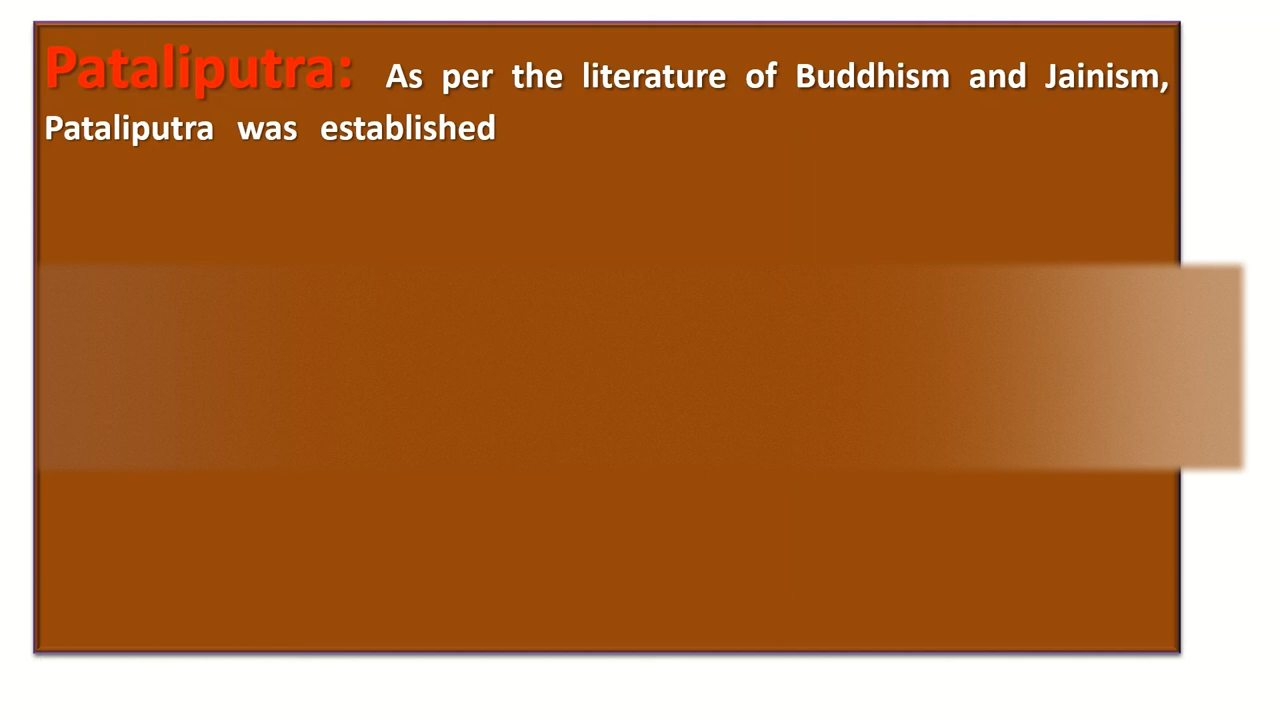 Pataliputra: As per the literature of Buddhism and Jainism,
Pataliputra was established